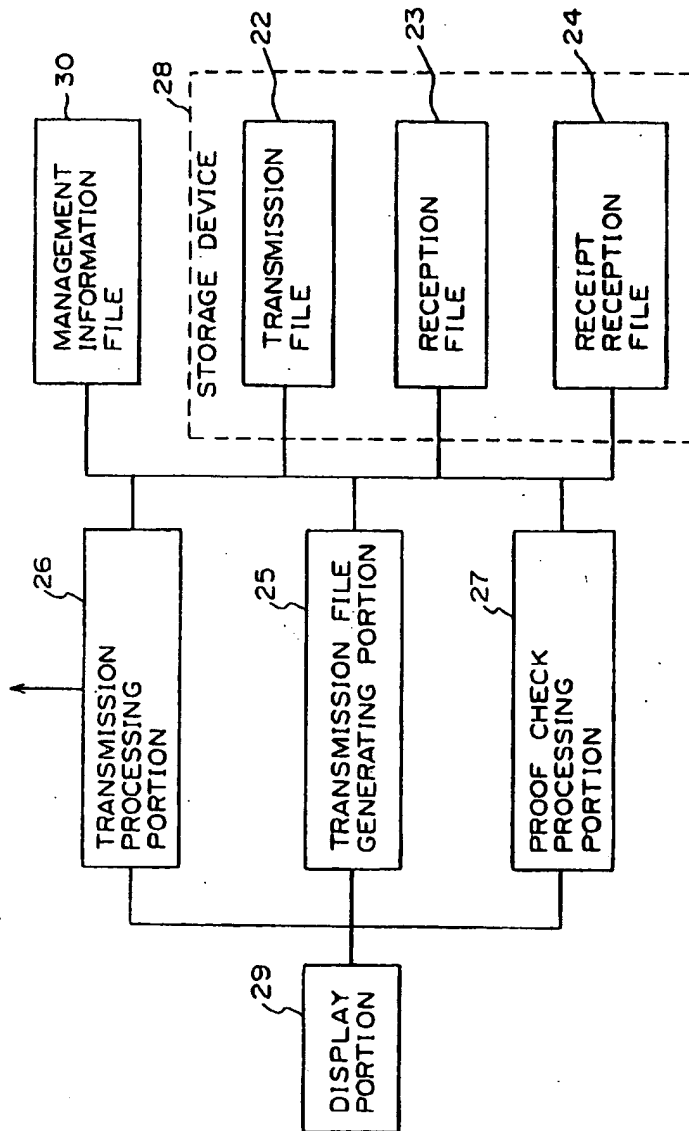 30
MANAGEMENT
INFORMATION
FILE
28
STORAGE DEVICE
22
TRANSMISSION
FILE
23
RECEPTION
FILE
24
RECEIPT
RECEPTION
FILE
26
TRANSMISSION
PROCESSING
PORTION
25
TRANSMISSION FILE
GENERATING PORTION
27
PROOF CHECK
PROCESSING
PORTION
29
DISPLAY
PORTION